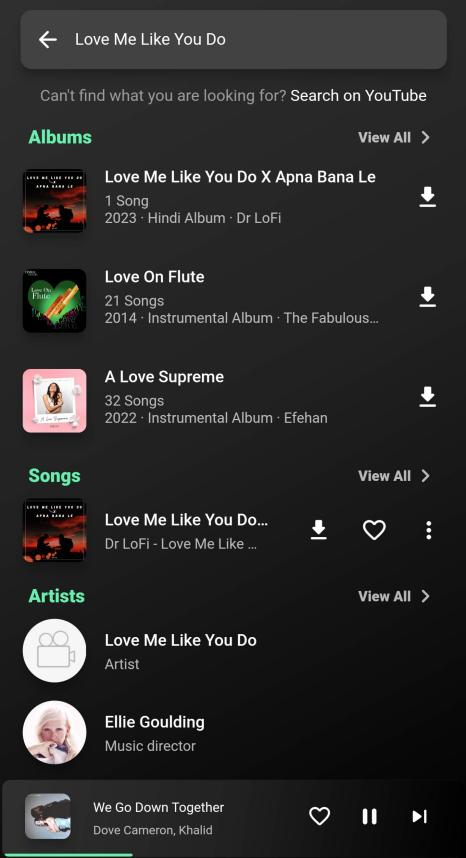 Love Me Like You Do
Can't find what you are looking for? Search on YouTube
Albums
View All
LOVE ME LIKE YOU DO
X
APNA BANA LE
Love Me Like You Do X Apna Bana Le
1 Song
2023 · Hindi Album · Dr LoFi
Love On
Flute
Love On Flute
21 Songs
2014 · Instrumental Album · The Fabulous...
A Love Supreme
A Love Supreme
32 Songs
2022 · Instrumental Album · Efehan
Songs
View All
LOVE ME LIKE YOU DO
X
APNA BANA LE
Love Me Like You Do...
Dr LoFi - Love Me Like ...
Artists
View All
Love Me Like You Do
Artist
Ellie Goulding
Music director
We Go Down Together
Dove Cameron, Khalid